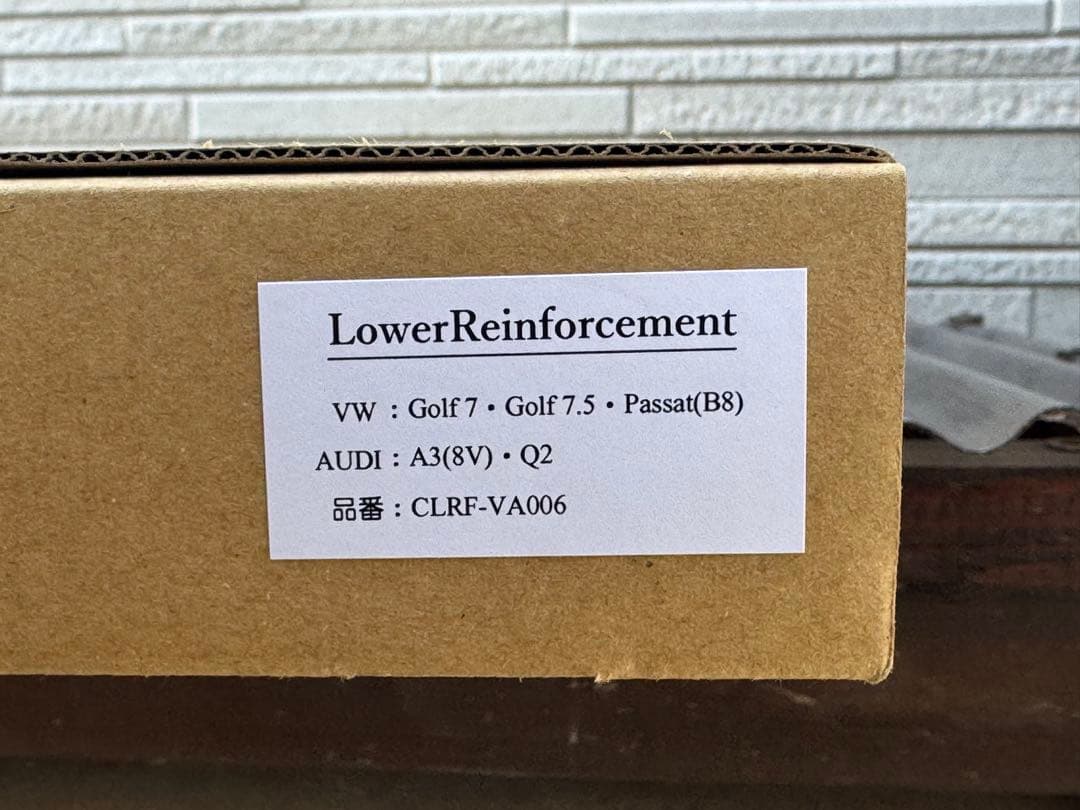 LowerReinforcement
VW：Golf 7・Golf 7.5・Passat(B8)
AUDI：A3(8V)・Q2
品番：CLRF-VA006